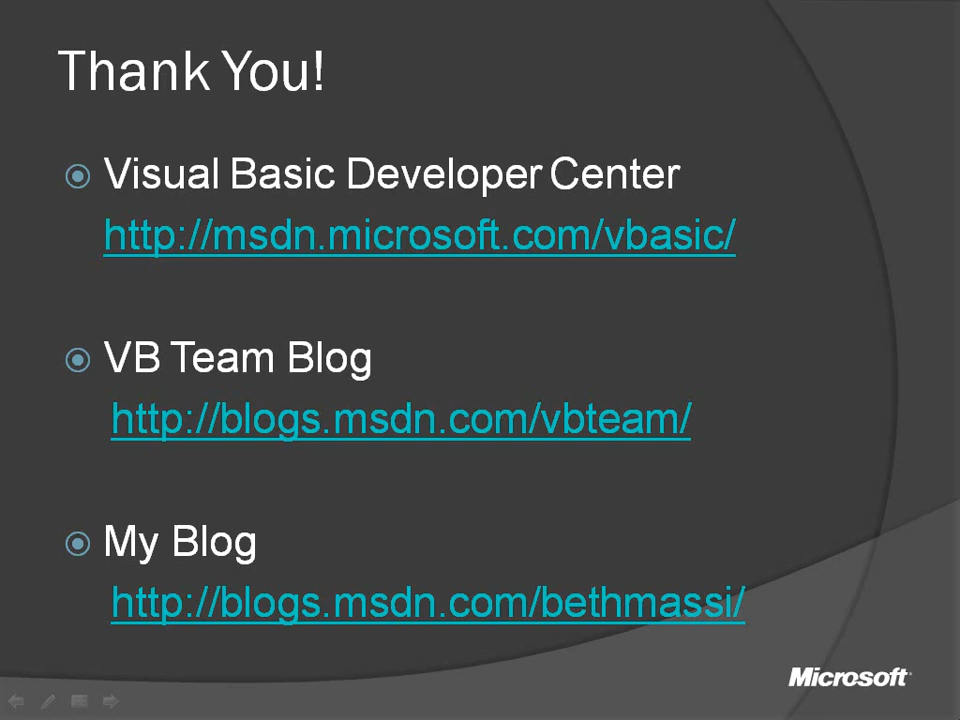 Thank You!
Visual Basic Developer Center
http://msdn.microsoft.com/vbasic/
VB Team Blog
http://blogs.msdn.com/vbteam/
My Blog
http://blogs.msdn.com/bethmassi/
Microsoft